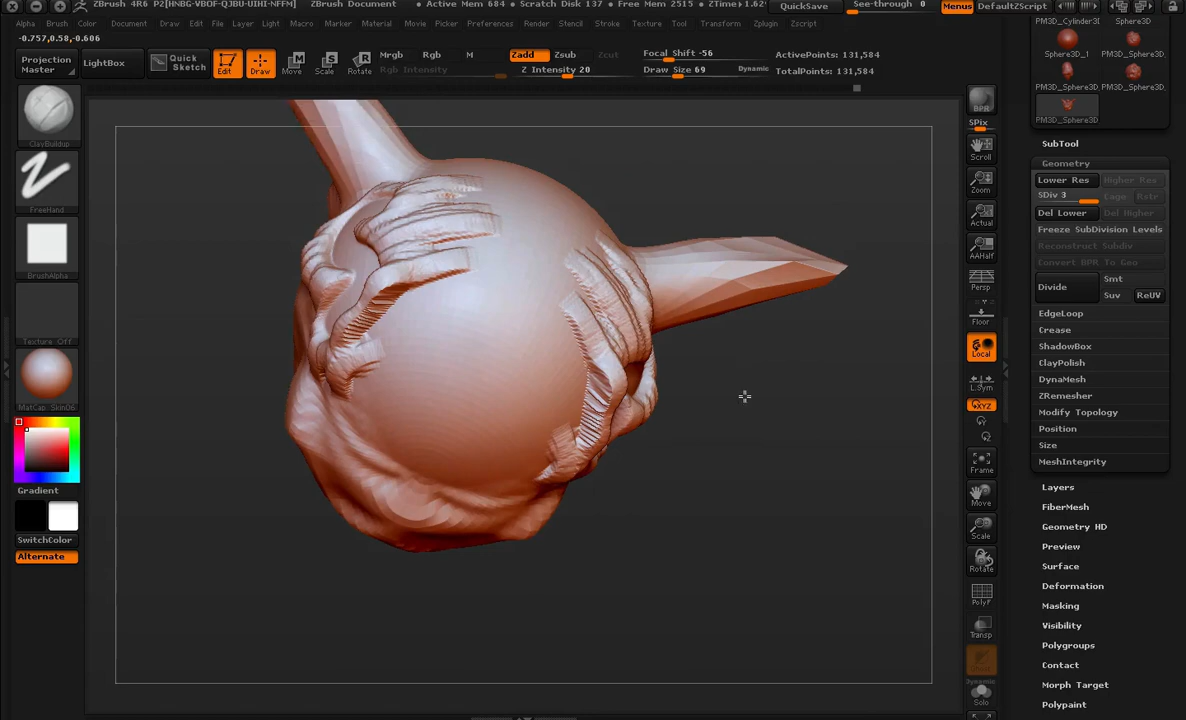 ZBrush 4R6 P2[HNBG-VBOF-QJBU-UIHI-NFFM]   ZBrush Document   • Active Mem 684 • Scratch Disk 137 • Free Mem 2515 • ZTime▸1.62   QuickSave   See-through 0   Menus   DefaultZScript
Alpha Brush Color Document Draw Edit File Layer Light Macro Marker Material Movie Picker Preferences Render Stencil Stroke Texture Tool Transform Zplugin Zscript
-0.757,0.58,-0.606
Projection Master
LightBox
Quick Sketch
Edit
Draw
Move
Scale
Rotate
Mrgb Rgb M
Rgb Intensity
Zadd Zsub Zcut
Z Intensity 20
Focal Shift -56
Draw Size 69 Dynamic
ActivePoints: 131,584
TotalPoints: 131,584
ClayBuildup
FreeHand
BrushAlpha
Texture Off
MatCap Skin06
Gradient
SwitchColor
Alternate
BPR
SPix
Scroll
Zoom
Actual
AAHalf
Persp
Floor
Local
L.Sym
XYZ
Frame
Move
Scale
Rotate
PolyF
Transp
Dynamic
Solo
PM3D_Cylinder3D Sphere3D
Sphere3D_1 PM3D_Sphere3D.
PM3D_Sphere3D. PM3D_Sphere3D.
PM3D_Sphere3D
SubTool
Geometry
Lower Res Higher Res
SDiv 3 Cage Rstr
Del Lower Del Higher
Freeze SubDivision Levels
Reconstruct Subdiv
Convert BPR To Geo
Divide Smt
Suv ReUV
EdgeLoop
Crease
ShadowBox
ClayPolish
DynaMesh
ZRemesher
Modify Topology
Position
Size
MeshIntegrity
Layers
FiberMesh
Geometry HD
Preview
Surface
Deformation
Masking
Visibility
Polygroups
Contact
Morph Target
Polypaint